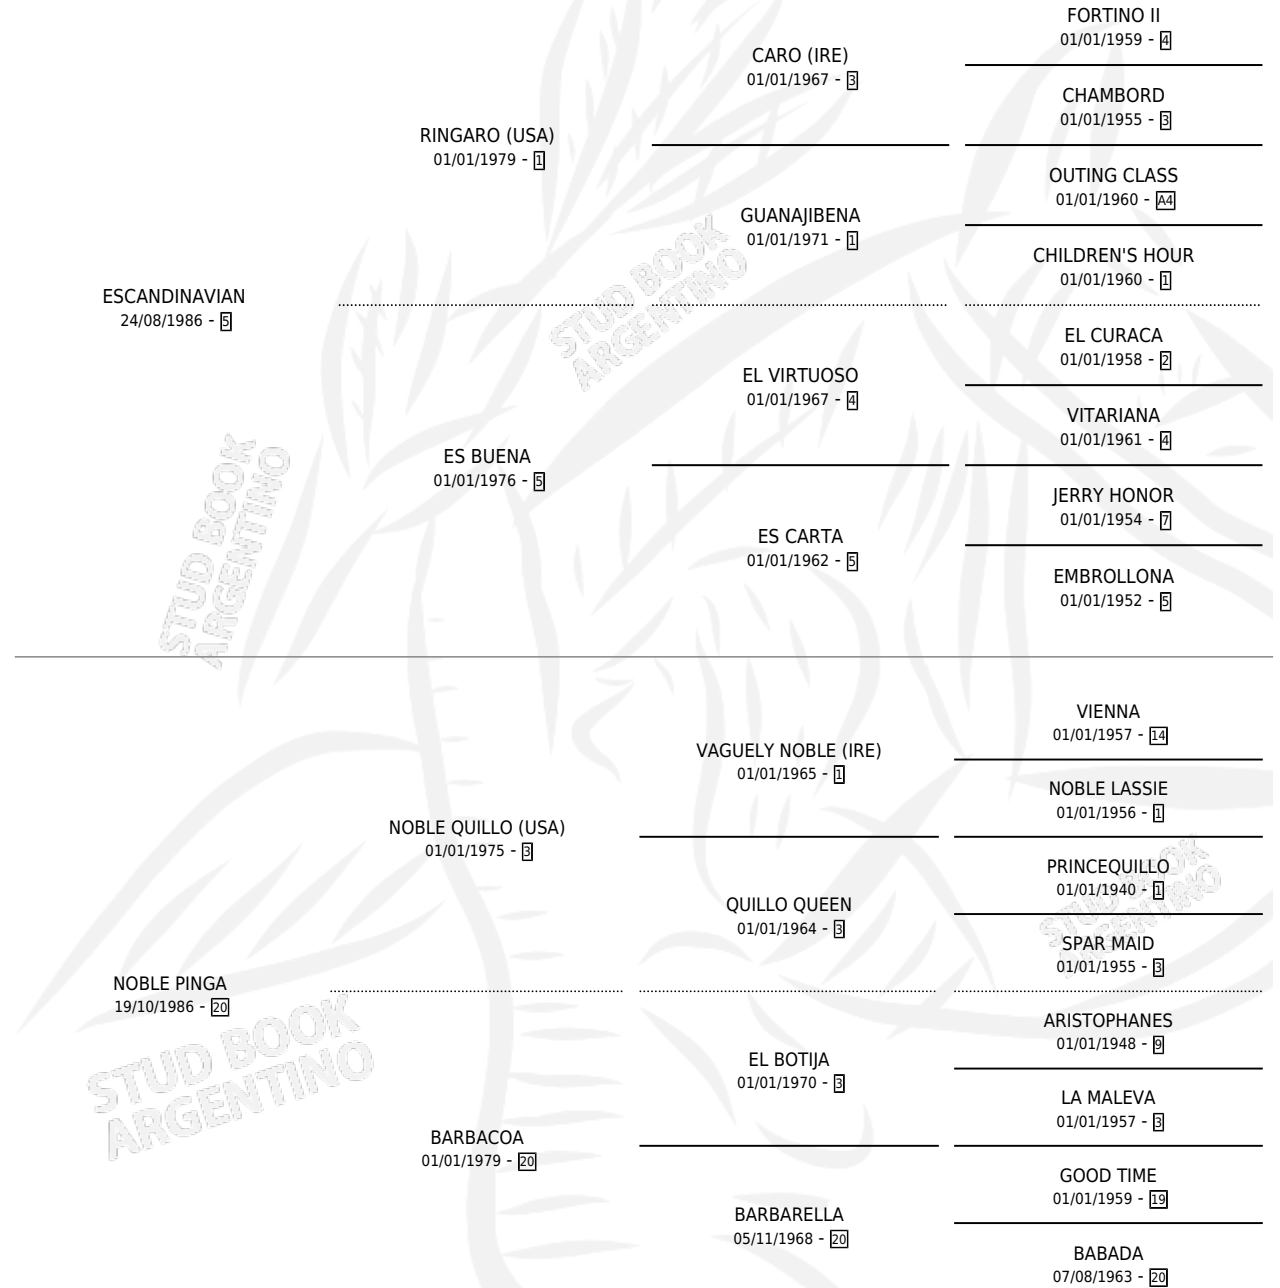 FORTINO II
01/01/1959 - 4
CARO (IRE)
01/01/1967 - 3
CHAMBORD
01/01/1955 - 3
RINGARO (USA)
01/01/1979 - 1
OUTING CLASS
01/01/1960 - A4
GUANAJIBENA
01/01/1971 - 1
CHILDREN'S HOUR
01/01/1960 - 1
ESCANDINAVIAN
24/08/1986 - 5
EL CURACA
01/01/1958 - 2
EL VIRTUOSO
01/01/1967 - 4
VITARIANA
01/01/1961 - 4
ES BUENA
01/01/1976 - 5
JERRY HONOR
01/01/1954 - 7
ES CARTA
01/01/1962 - 5
EMBROLLONA
01/01/1952 - 5
VIENNA
01/01/1957 - 14
VAGUELY NOBLE (IRE)
01/01/1965 - 1
NOBLE LASSIE
01/01/1956 - 1
NOBLE QUILLO (USA)
01/01/1975 - 3
PRINCEQUILLO
01/01/1940 - 1
QUILLO QUEEN
01/01/1964 - 3
SPAR MAID
01/01/1955 - 3
NOBLE PINGA
19/10/1986 - 20
ARISTOPHANES
01/01/1948 - 9
EL BOTIJA
01/01/1970 - 3
LA MALEVA
01/01/1957 - 3
BARBACOA
01/01/1979 - 20
GOOD TIME
01/01/1959 - 19
BARBARELLA
05/11/1968 - 20
BABADA
07/08/1963 - 20
STUD BOOK
ARGENTINO
STUD BOOK
ARGENTINO
STUD BOOK
ARGENTINO
STUD BOOK
ARGENTINO